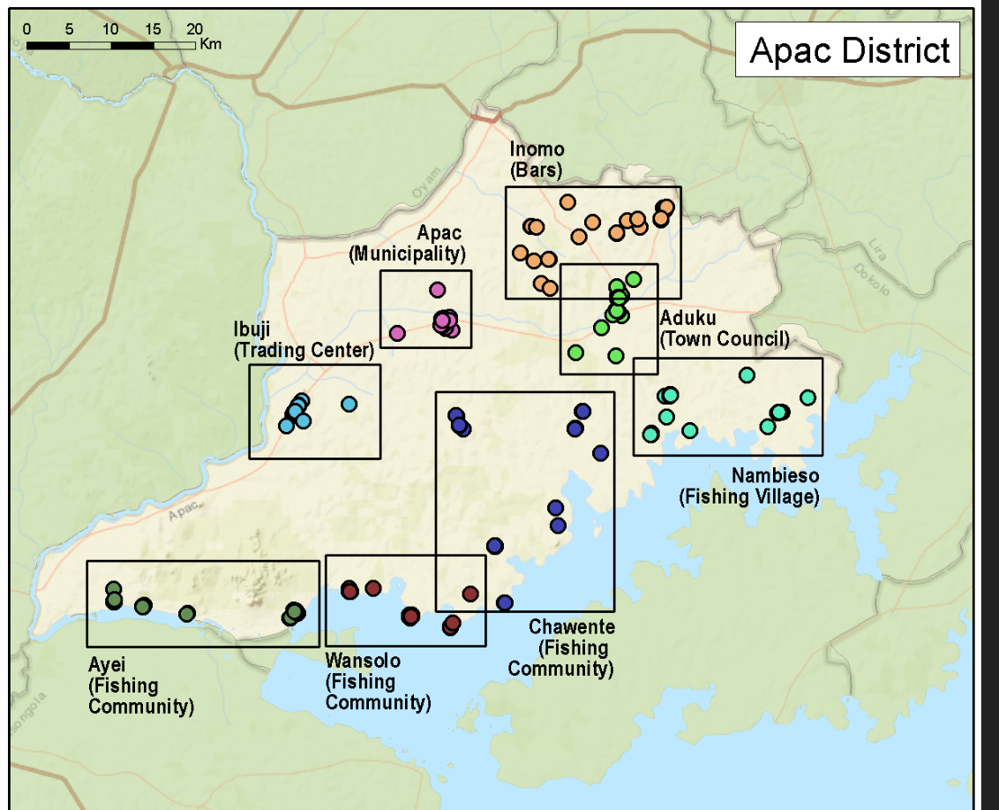 0 5 10 15 20
Km
Apac District
Inomo
(Bars)
Oyam
Apac
(Municipality)
Lira
Dokolo
Ibuji
(Trading Center)
Aduku
(Town Council)
Nambieso
(Fishing Village)
Apac
Chawente
(Fishing
Community)
Ayei
(Fishing
Community)
Wansolo
(Fishing
Community)